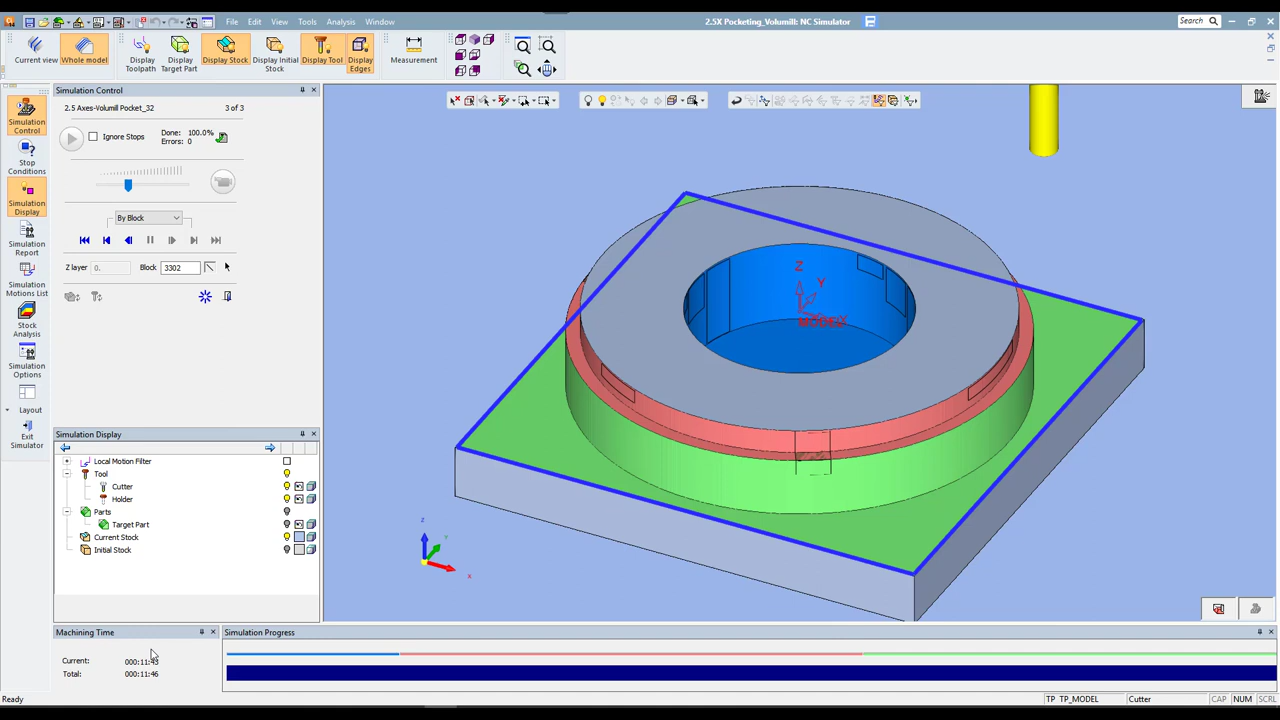 File Edit View Tools Analysis Window
2.5X Pocketing_Volumill: NC Simulator
Search
Current view
Whole model
Display Toolpath
Display Target Part
Display Stock
Display Initial Stock
Display Tool
Display Edges
Measurement
Simulation Control
Stop Conditions
Simulation Display
Simulation Report
Simulation Motions List
Stock Analysis
Simulation Options
Layout
Exit Simulator
Simulation Control
2.5 Axes-Volumill Pocket_32 3 of 3
Ignore Stops
Done: 100.0%
Errors: 0
By Block
Z layer 0. Block 3302
Simulation Display
Local Motion Filter
Tool
Cutter
Holder
Parts
Target Part
Current Stock
Initial Stock
Z
Y
MODEL
z
x
Machining Time
Current:
Total: 000:11:46
Simulation Progress
Ready
TP TP_MODEL Cutter CAP NUM SCRL